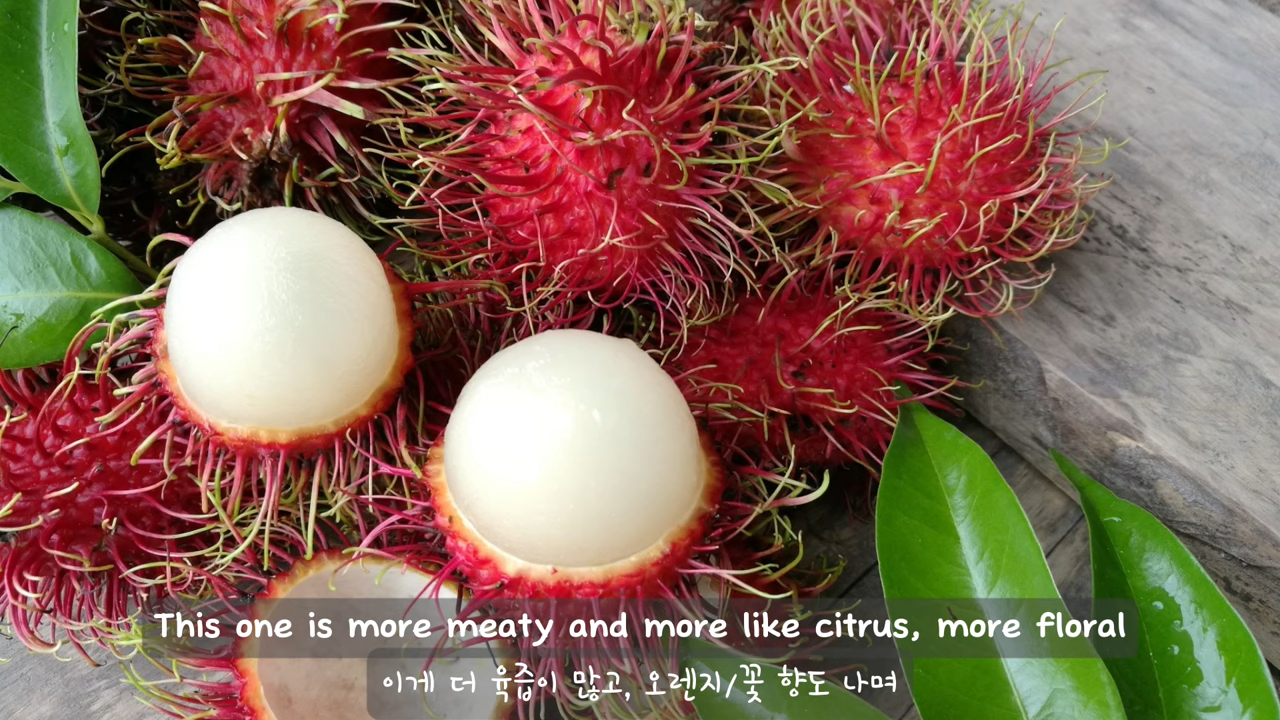 This one is more meaty and more like citrus, more floral
이게 더 육즙이 많고, 오렌지/꽃 향도 나며